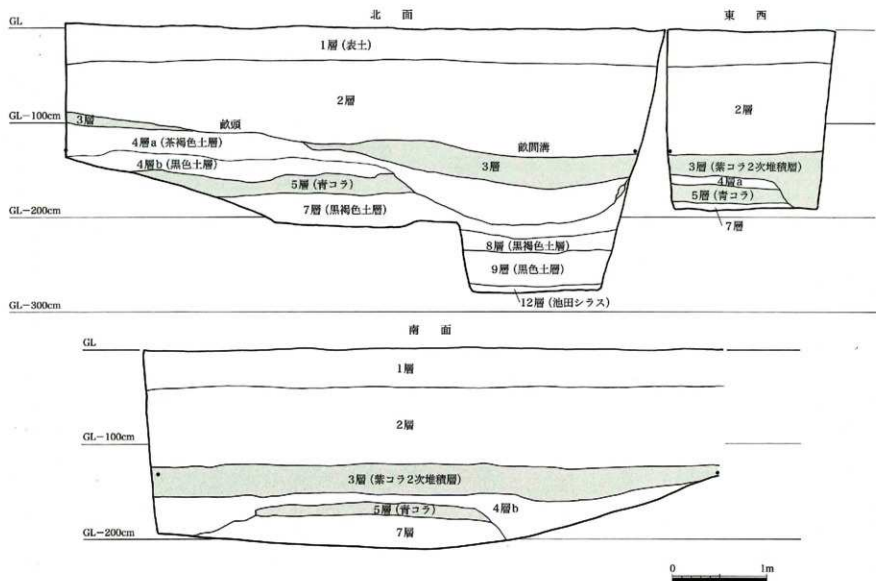 北面
東西
GL
1層(表土)
2層
2層
GL-100cm
3層
畝頭
畝間溝
4層a(茶褐色土層)
3層
3層(紫コラ2次堆積層)
4層b(黒色土層)
4層a
5層(青コラ)
5層(青コラ)
GL-200cm
7層(黒褐色土層)
7層
8層(黒褐色土層)
9層(黒色土層)
GL-300cm
12層(池田シラス)
南面
GL
1層
2層
GL-100cm
3層(紫コラ2次堆積層)
5層(青コラ)
4層b
GL-200cm
7層
0 1m